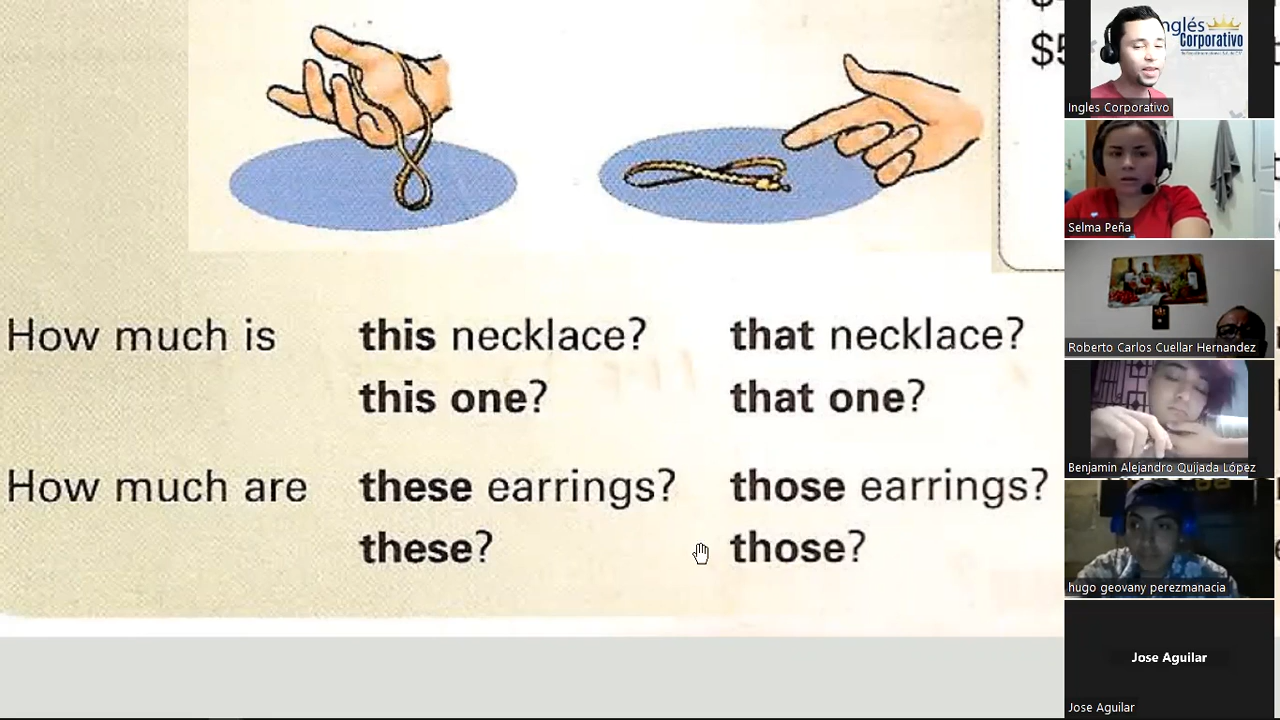 How much is this necklace? that necklace?
this one? that one?
How much are these earrings? those earrings?
these? those?
Inglés
Corporativo
Ingles Corporativo
Selma Peña
Roberto Carlos Cuellar Hernandez
Benjamin Alejandro Quijada López
hugo geovany perezmanacia
Jose Aguilar
Jose Aguilar